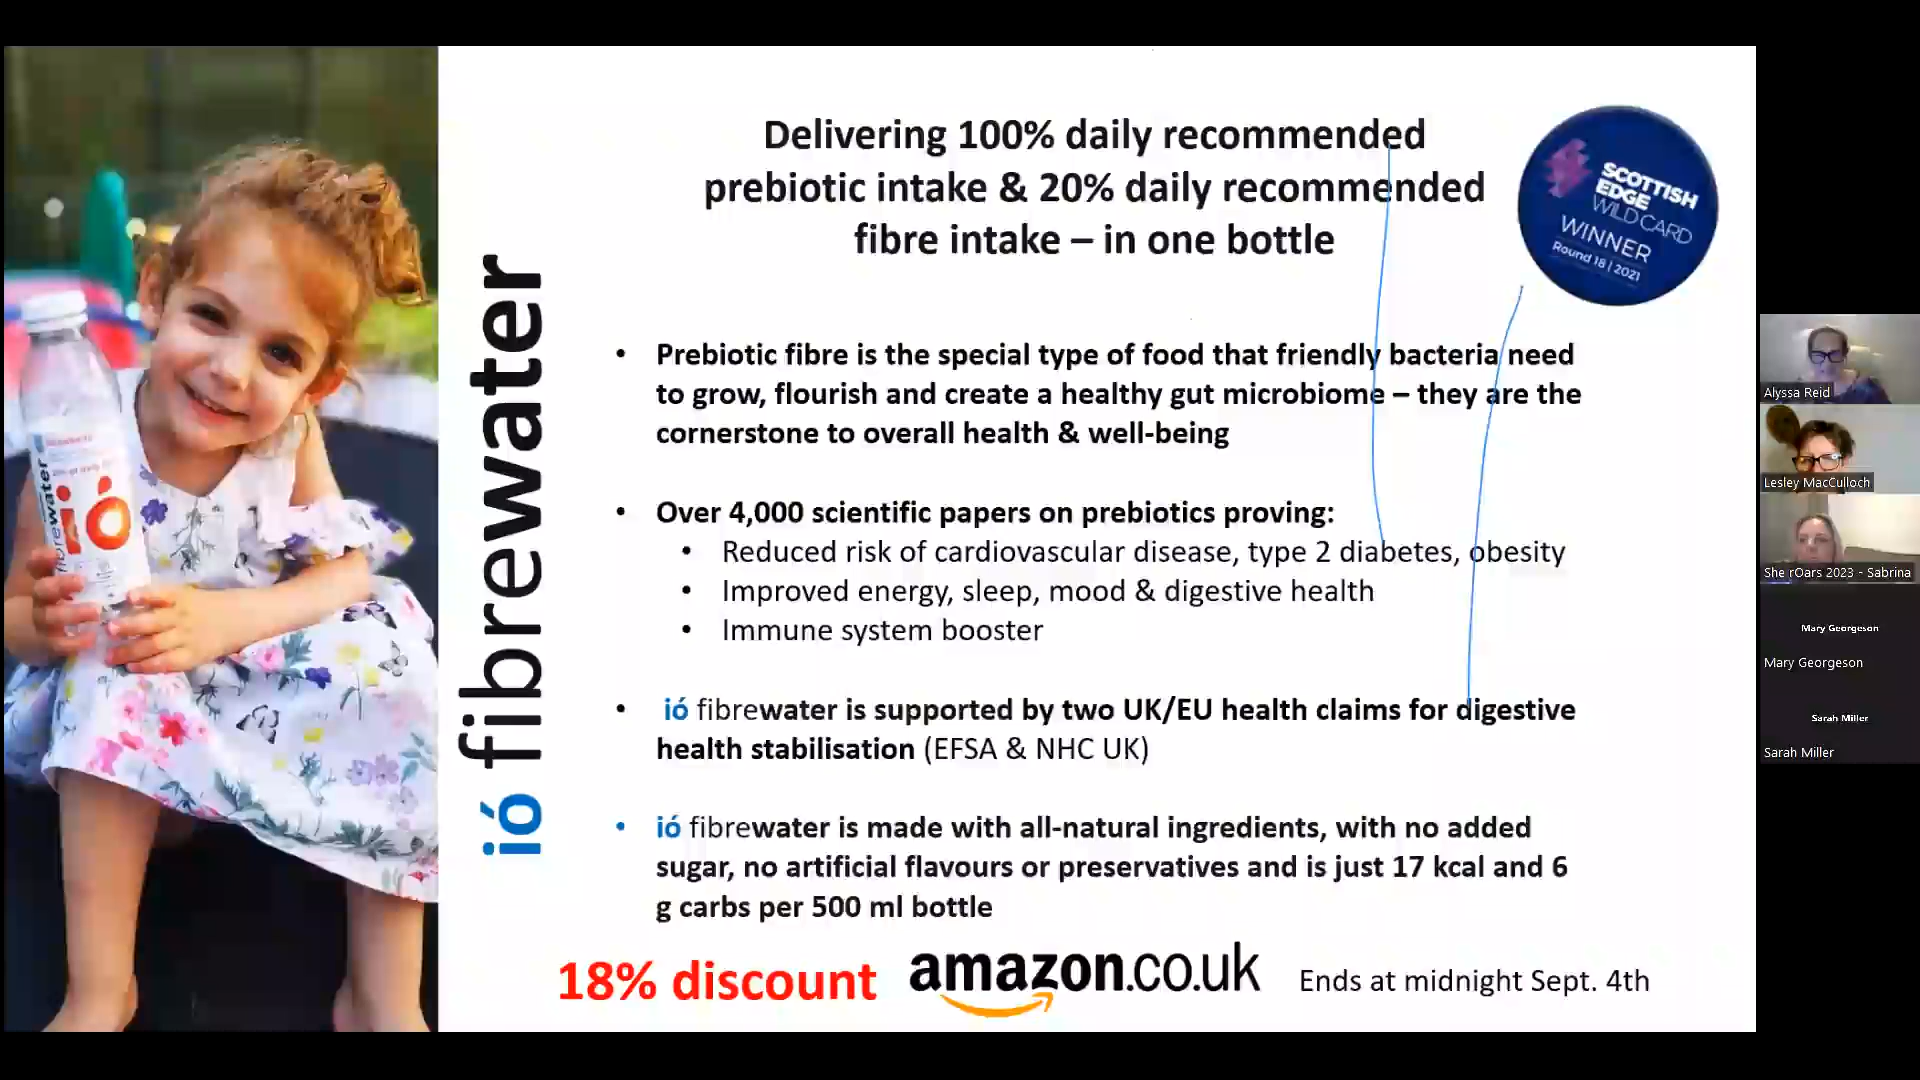 Delivering 100% daily recommended
prebiotic intake & 20% daily recommended
fibre intake – in one bottle
SCOTTISH
EDGE
WILDCARD
WINNER
Round 18 | 2021
ió fibrewater
ió
fibrewater
• Prebiotic fibre is the special type of food that friendly bacteria need
to grow, flourish and create a healthy gut microbiome – they are the
cornerstone to overall health & well-being
• Over 4,000 scientific papers on prebiotics proving:
• Reduced risk of cardiovascular disease, type 2 diabetes, obesity
• Improved energy, sleep, mood & digestive health
• Immune system booster
• ió fibrewater is supported by two UK/EU health claims for digestive
health stabilisation (EFSA & NHC UK)
• ió fibrewater is made with all-natural ingredients, with no added
sugar, no artificial flavours or preservatives and is just 17 kcal and 6
g carbs per 500 ml bottle
18% discount amazon.co.uk Ends at midnight Sept. 4th
Alyssa Reid
Lesley MacCulloch
She rOars 2023 - Sabrina
Mary Georgeson
Mary Georgeson
Sarah Miller
Sarah Miller